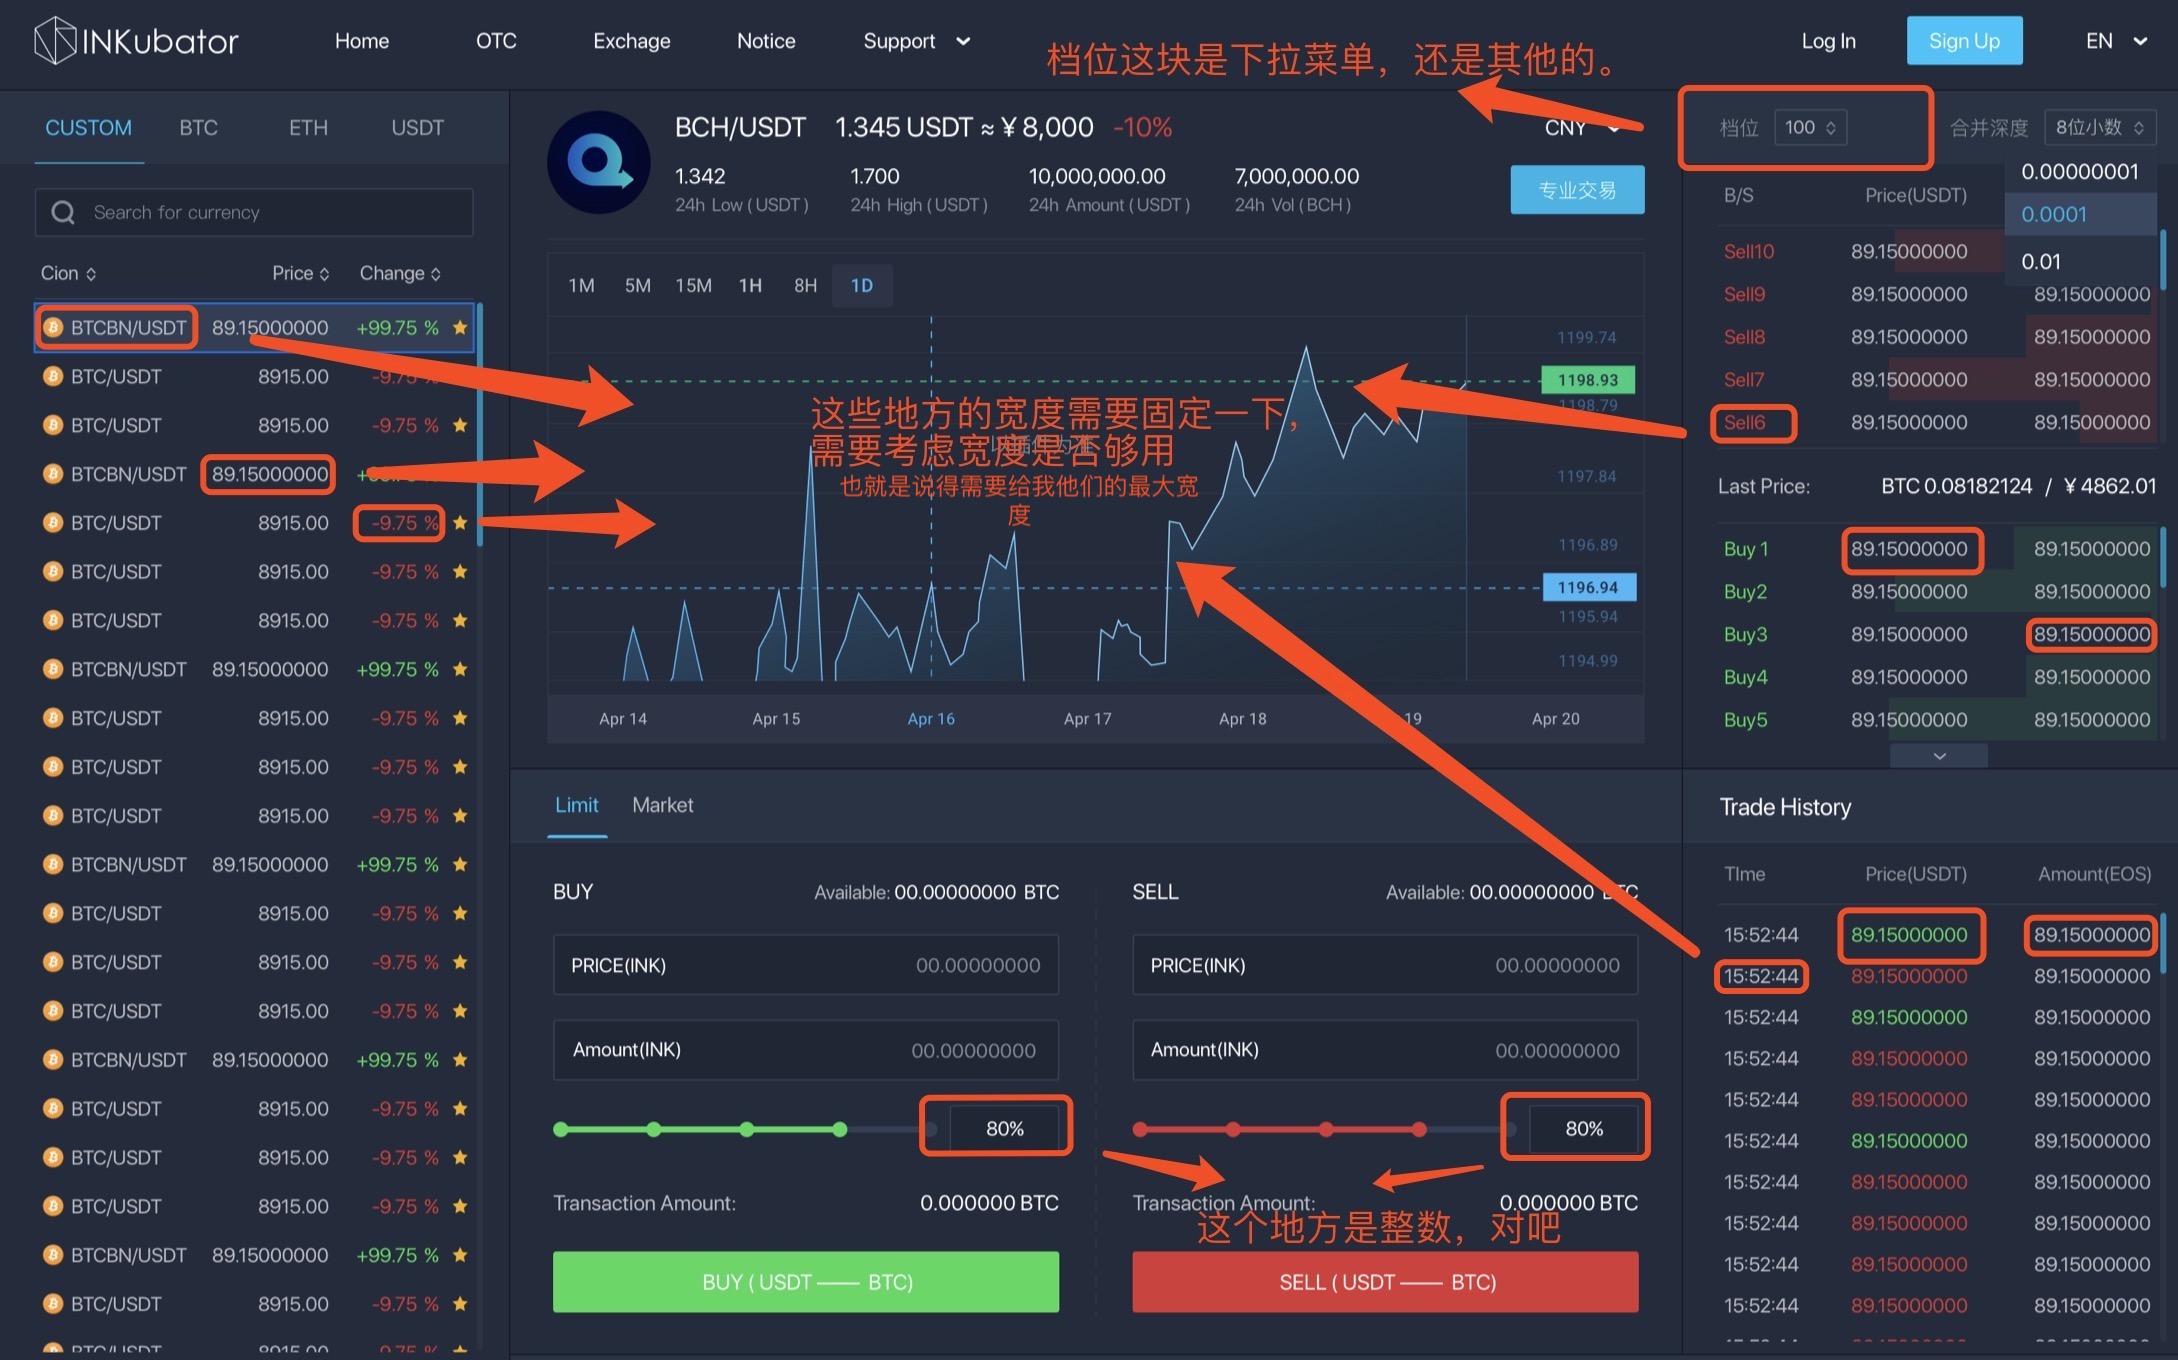 INKubator
Home
OTC
Exchage
Notice
Support
Log In
Sign Up
EN
档位这块是下拉菜单，还是其他的。
CUSTOM
BTC
ETH
USDT
Search for currency
Cion
Price
Change
BTCBN/USDT 89.15000000 +99.75 %
BTC/USDT 8915.00 -9.75 %
BTC/USDT 8915.00 -9.75 %
BTCBN/USDT 89.15000000
BTC/USDT 8915.00 -9.75 %
BTC/USDT 8915.00 -9.75 %
BTC/USDT 8915.00 -9.75 %
BTCBN/USDT 89.15000000 +99.75 %
BTC/USDT 8915.00 -9.75 %
BTC/USDT 8915.00 -9.75 %
BTC/USDT 8915.00 -9.75 %
BTCBN/USDT 89.15000000 +99.75 %
BTC/USDT 8915.00 -9.75 %
BTC/USDT 8915.00 -9.75 %
BTC/USDT 8915.00 -9.75 %
BTCBN/USDT 89.15000000 +99.75 %
BTC/USDT 8915.00 -9.75 %
BTC/USDT 8915.00 -9.75 %
BTC/USDT 8915.00 -9.75 %
BTCBN/USDT 89.15000000 +99.75 %
BTC/USDT 8915.00 -9.75 %
BCH/USDT 1.345 USDT ≈ ¥ 8,000 -10%
CNY
1.342 1.700 10,000,000.00 7,000,000.00
24h Low ( USDT ) 24h High ( USDT ) 24h Amount ( USDT ) 24h Vol ( BCH )
专业交易
1M 5M 15M 1H 8H 1D
1199.74
1198.93
1198.79
1197.84
1196.89
1196.94
1195.94
1194.99
这些地方的宽度需要固定一下，
需要考虑宽度是否够用
也就是说得需要给我他们的最大宽
度
Apr 14 Apr 15 Apr 16 Apr 17 Apr 18 19 Apr 20
Limit
Market
BUY
Available: 00.00000000 BTC
PRICE(INK) 00.00000000
Amount(INK) 00.00000000
80%
Transaction Amount: 0.000000 BTC
BUY ( USDT —— BTC)
SELL
Available: 00.00000000 BTC
PRICE(INK) 00.00000000
Amount(INK) 00.00000000
80%
Transaction Amount: 0.000000 BTC
这个地方是整数，对吧
SELL ( USDT —— BTC)
档位 100 合并深度 8位小数
0.00000001
0.0001
0.01
B/S Price(USDT)
Sell10 89.15000000
Sell9 89.15000000 89.15000000
Sell8 89.15000000 89.15000000
Sell7 89.15000000 89.15000000
Sell6 89.15000000 89.15000000
Last Price: BTC 0.08182124 / ¥ 4862.01
Buy 1 89.15000000 89.15000000
Buy2 89.15000000 89.15000000
Buy3 89.15000000 89.15000000
Buy4 89.15000000 89.15000000
Buy5 89.15000000 89.15000000
Trade History
TIme Price(USDT) Amount(EOS)
15:52:44 89.15000000 89.15000000
15:52:44 89.15000000 89.15000000
15:52:44 89.15000000 89.15000000
15:52:44 89.15000000 89.15000000
15:52:44 89.15000000 89.15000000
15:52:44 89.15000000 89.15000000
15:52:44 89.15000000 89.15000000
15:52:44 89.15000000 89.15000000
15:52:44 89.15000000 89.15000000
15:52:44 89.15000000 89.15000000